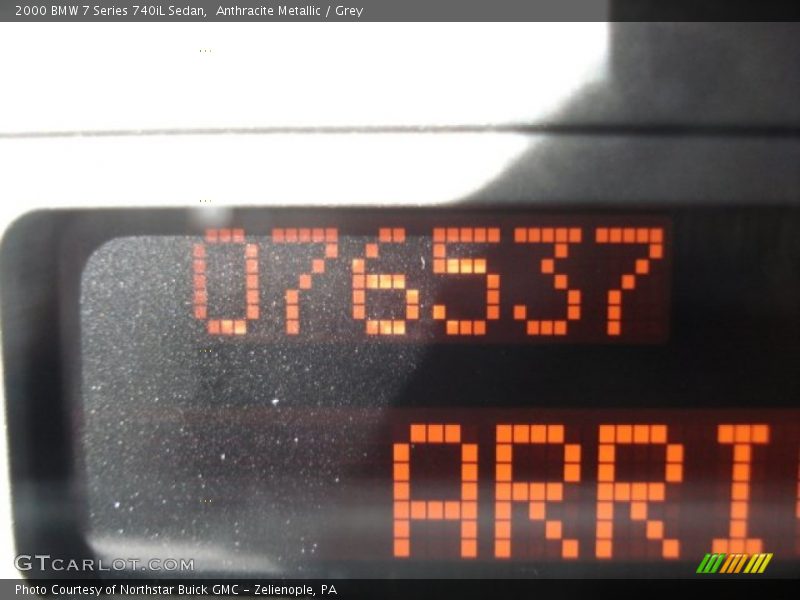 2000 BMW 7 Series 740iL Sedan, Anthracite Metallic / Grey
076537
ARRI
GTCARLOT.COM
Photo Courtesy of Northstar Buick GMC - Zelienople, PA